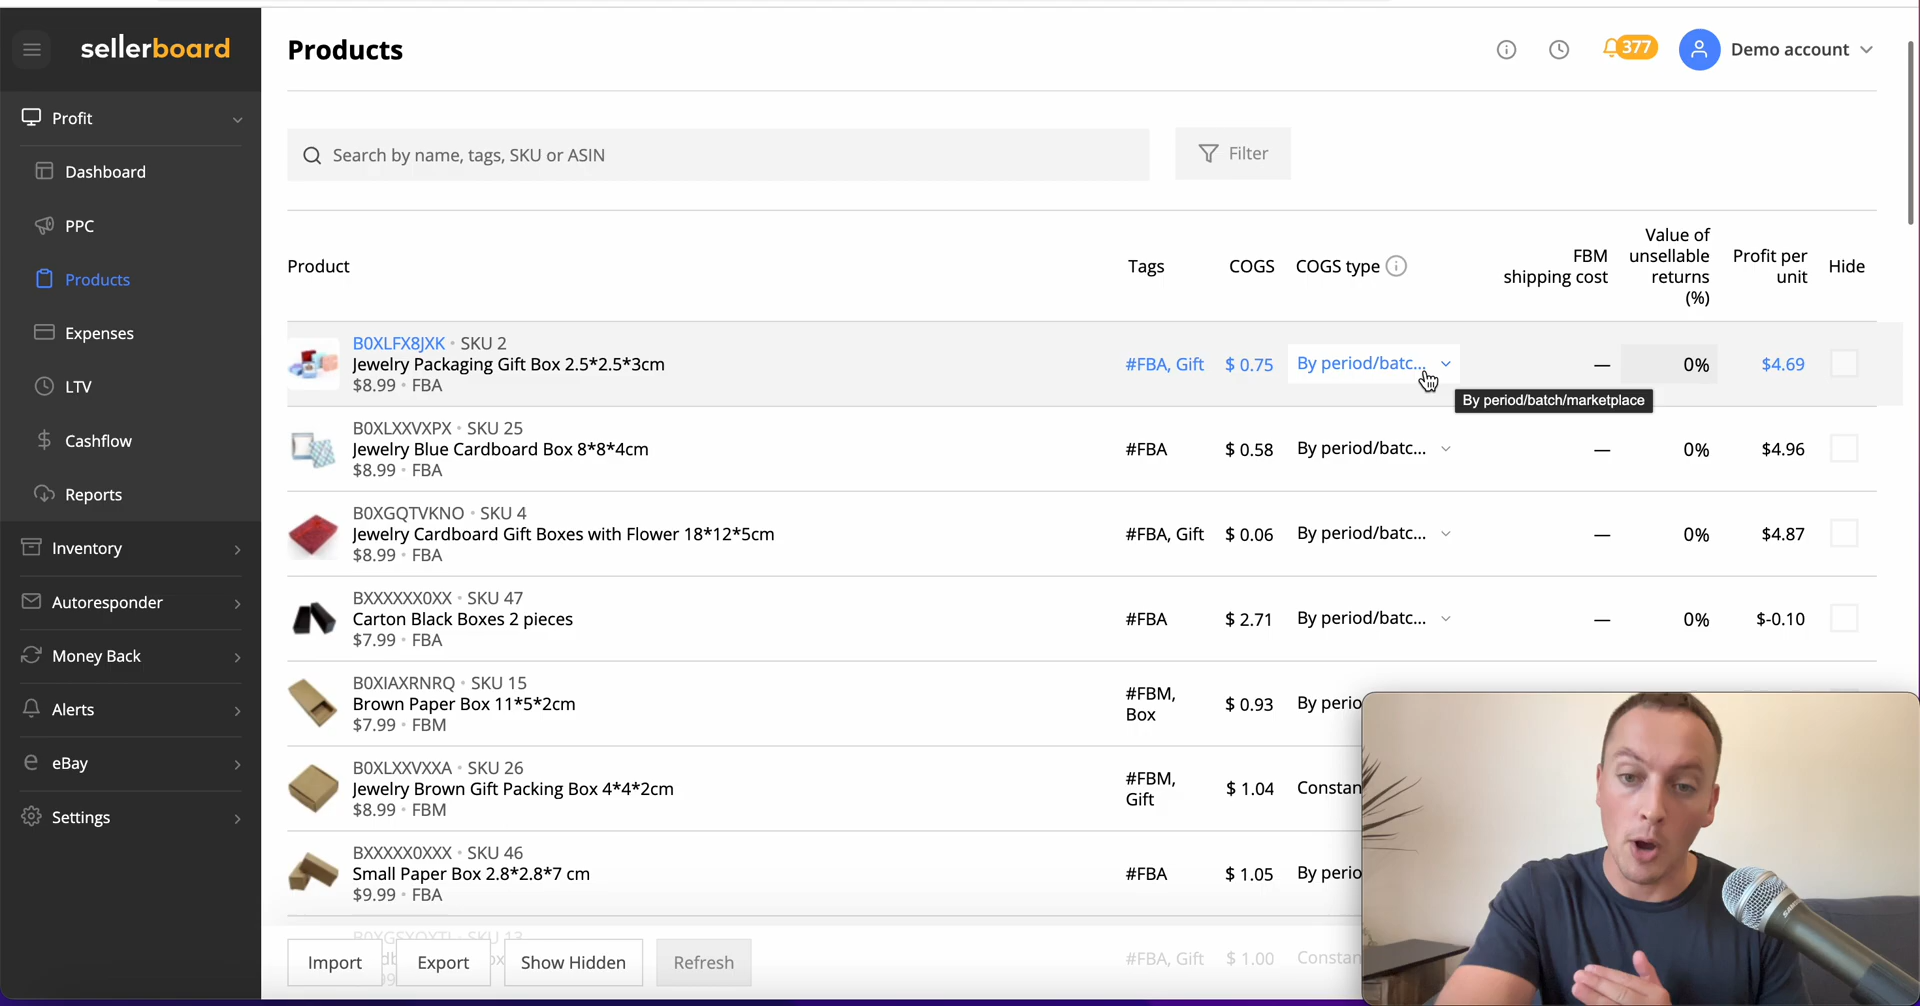 sellerboard
Products
377
Demo account
Profit
Dashboard
PPC
Products
Expenses
LTV
Cashflow
Reports
Inventory
Autoresponder
Money Back
Alerts
eBay
Settings
Search by name, tags, SKU or ASIN
Filter
Product
Tags
COGS
COGS type
FBM
shipping cost
Value of
unsellable
returns
(%)
Profit per
unit
Hide
B0XLFX8JXK • SKU 2
Jewelry Packaging Gift Box 2.5*2.5*3cm
$8.99 • FBA
#FBA, Gift
$ 0.75
By period/batc...
—
0%
$4.69
By period/batch/marketplace
B0XLXXVXPX • SKU 25
Jewelry Blue Cardboard Box 8*8*4cm
$8.99 • FBA
#FBA
$ 0.58
By period/batc...
—
0%
$4.96
B0XGQTVKNO • SKU 4
Jewelry Cardboard Gift Boxes with Flower 18*12*5cm
$8.99 • FBA
#FBA, Gift
$ 0.06
By period/batc...
—
0%
$4.87
BXXXXXX0XX • SKU 47
Carton Black Boxes 2 pieces
$7.99 • FBA
#FBA
$ 2.71
By period/batc...
—
0%
$-0.10
B0XIAXRNRQ • SKU 15
Brown Paper Box 11*5*2cm
$7.99 • FBM
#FBM,
Box
$ 0.93
By perio
B0XLXXVXXA • SKU 26
Jewelry Brown Gift Packing Box 4*4*2cm
$8.99 • FBM
#FBM,
Gift
$ 1.04
Constan
BXXXXX0XXX • SKU 46
Small Paper Box 2.8*2.8*7 cm
$9.99 • FBA
#FBA
$ 1.05
By perio
SKU 13
#FBA, Gift
$ 1.00
Constan
Import
Export
Show Hidden
Refresh